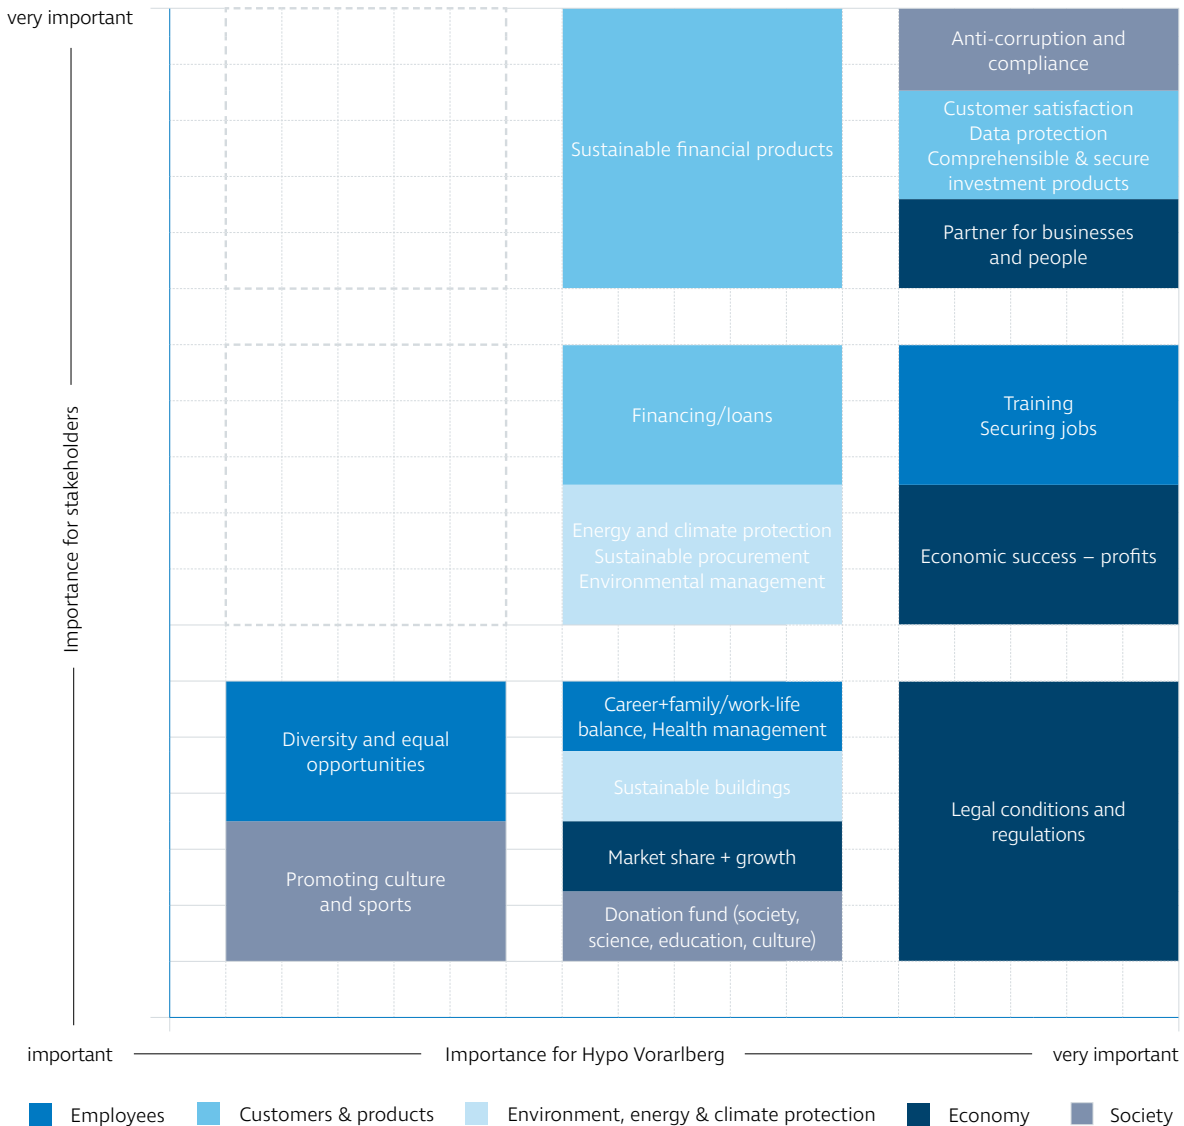 very important
Importance for stakeholders
Sustainable financial products
Anti-corruption and
compliance
Customer satisfaction
Data protection
Comprehensible & secure
investment products
Partner for businesses
and people
Financing/loans
Energy and climate protection
Sustainable procurement
Environmental management
Training
Securing jobs
Economic success – profits
Diversity and equal
opportunities
Promoting culture
and sports
Career+family/work-life
balance, Health management
Sustainable buildings
Market share + growth
Donation fund (society,
science, education, culture)
Legal conditions and
regulations
important
Importance for Hypo Vorarlberg
very important
Employees
Customers & products
Environment, energy & climate protection
Economy
Society